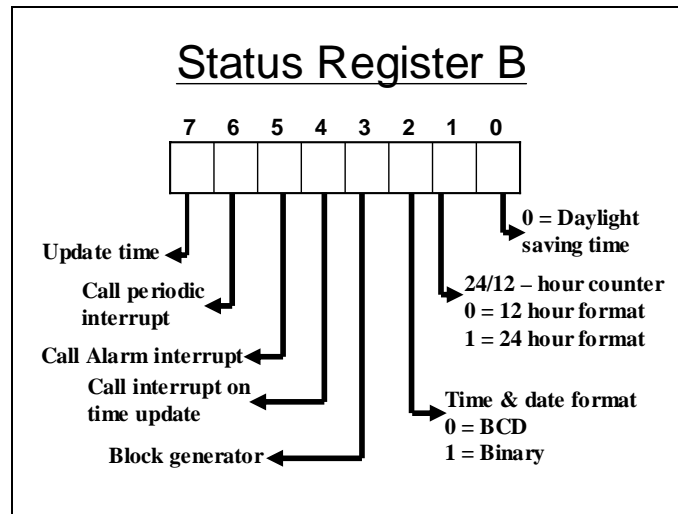 Status Register B
7 6 5 4 3 2 1 0
Update time
Call periodic
interrupt
Call Alarm interrupt
Call interrupt on
time update
Block generator
0 = Daylight
saving time
24/12 – hour counter
0 = 12 hour format
1 = 24 hour format
Time & date format
0 = BCD
1 = Binary